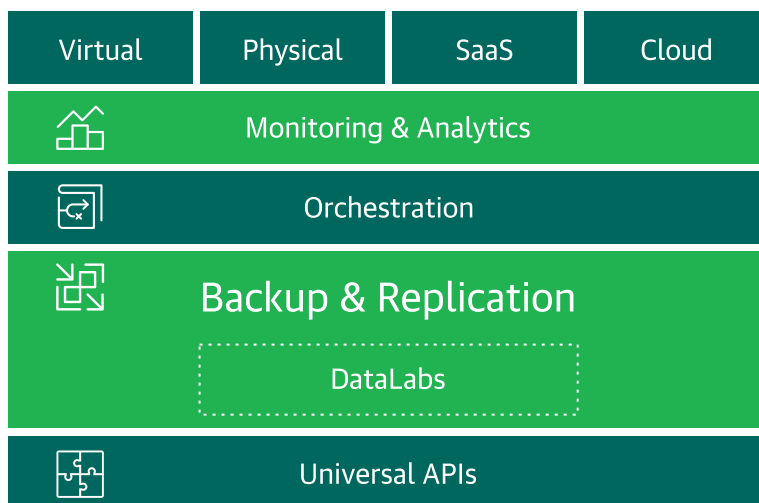 Virtual
Physical
SaaS
Cloud
Monitoring & Analytics
Orchestration
Backup & Replication
DataLabs
Universal APIs